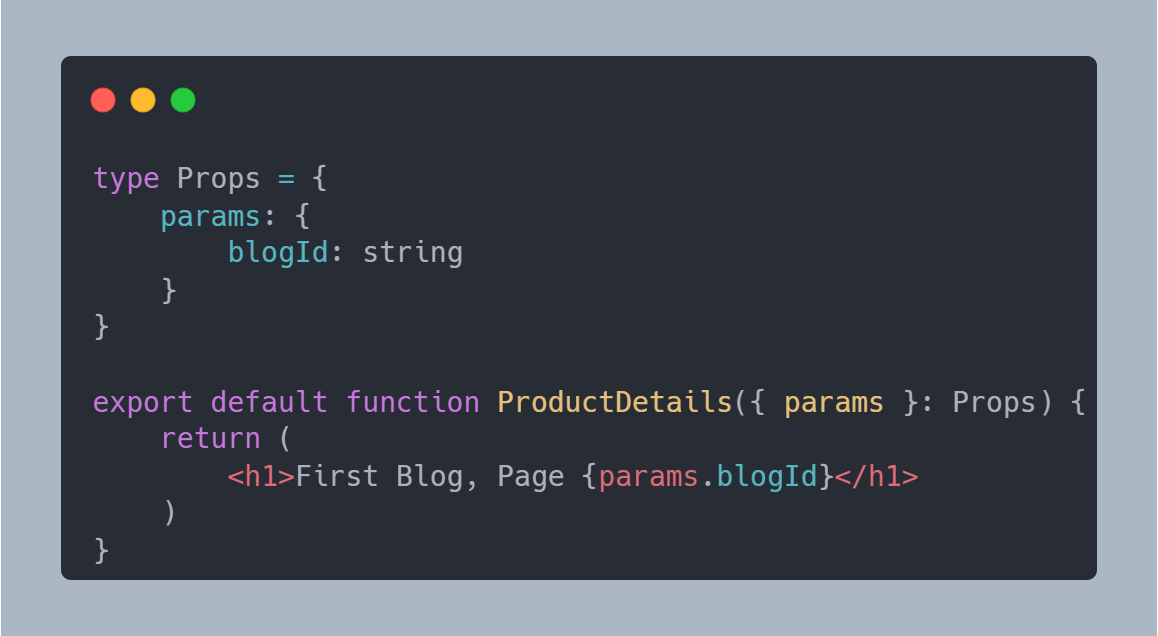 type Props = {
    params: {
        blogId: string
    }
}

export default function ProductDetails({ params }: Props) {
    return (
        <h1>First Blog, Page {params.blogId}</h1>
    )
}